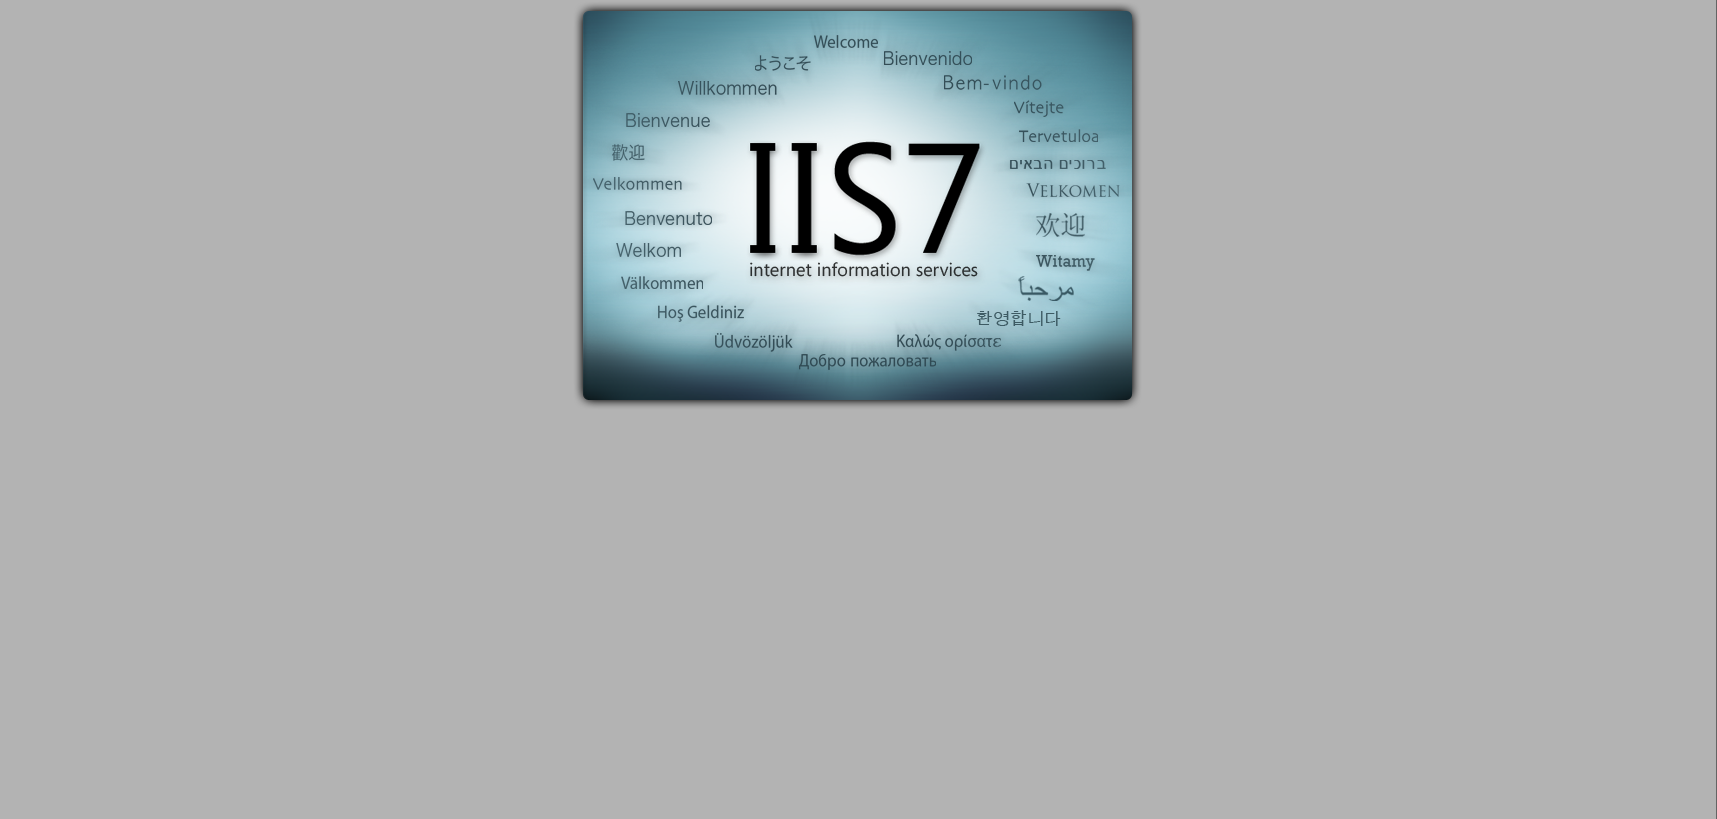 Welcome
ようこそ
Bienvenido
Willkommen
Bem-vindo
Vítejte
Bienvenue
Tervetuloa
歡迎
ברוכים הבאים
Velkommen
VELKOMEN
IIS7
Benvenuto
欢迎
Welkom
Witamy
internet information services
Välkommen
مرحباً
Hoş Geldiniz
환영합니다
Üdvözöljük
Καλώς ορίσατε
Добро пожаловать